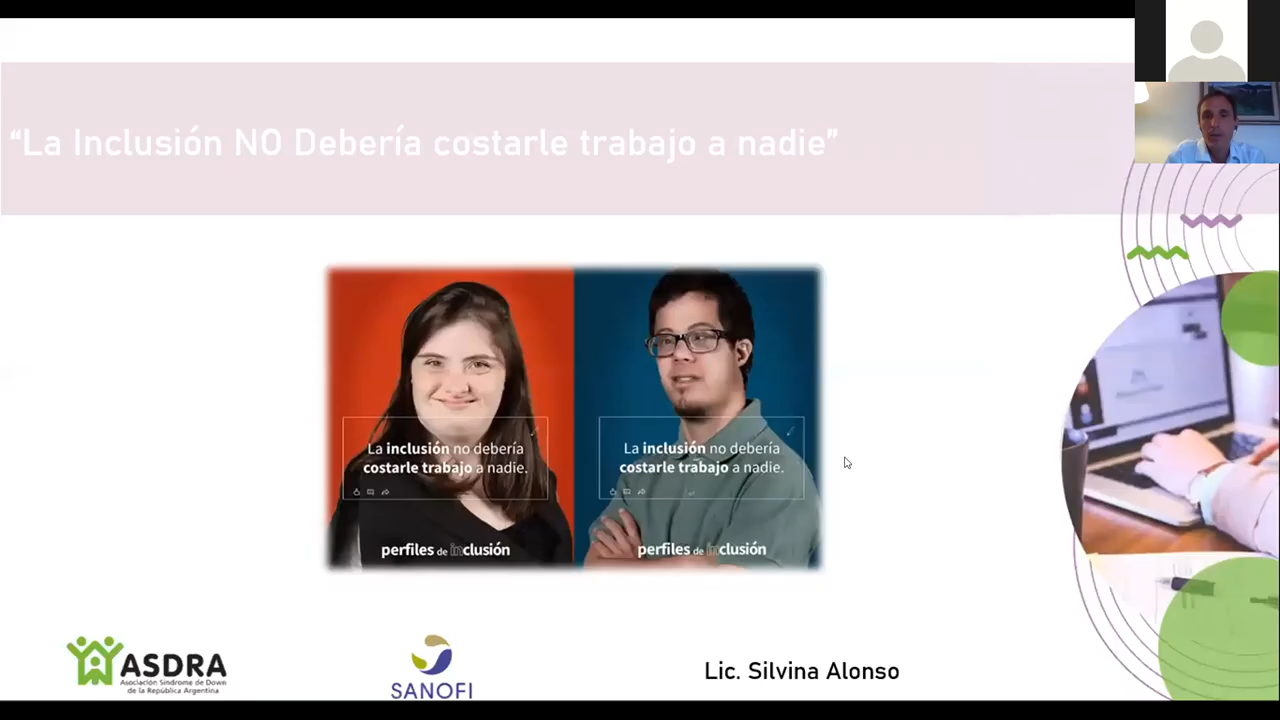 “La Inclusión NO Debería costarle trabajo a nadie”
La inclusión no debería
costarle trabajo a nadie.
perfiles de inclusión
La inclusión no debería
costarle trabajo a nadie.
perfiles de inclusión
ASDRA
Asociación Síndrome de Down
de la República Argentina
SANOFI
Lic. Silvina Alonso